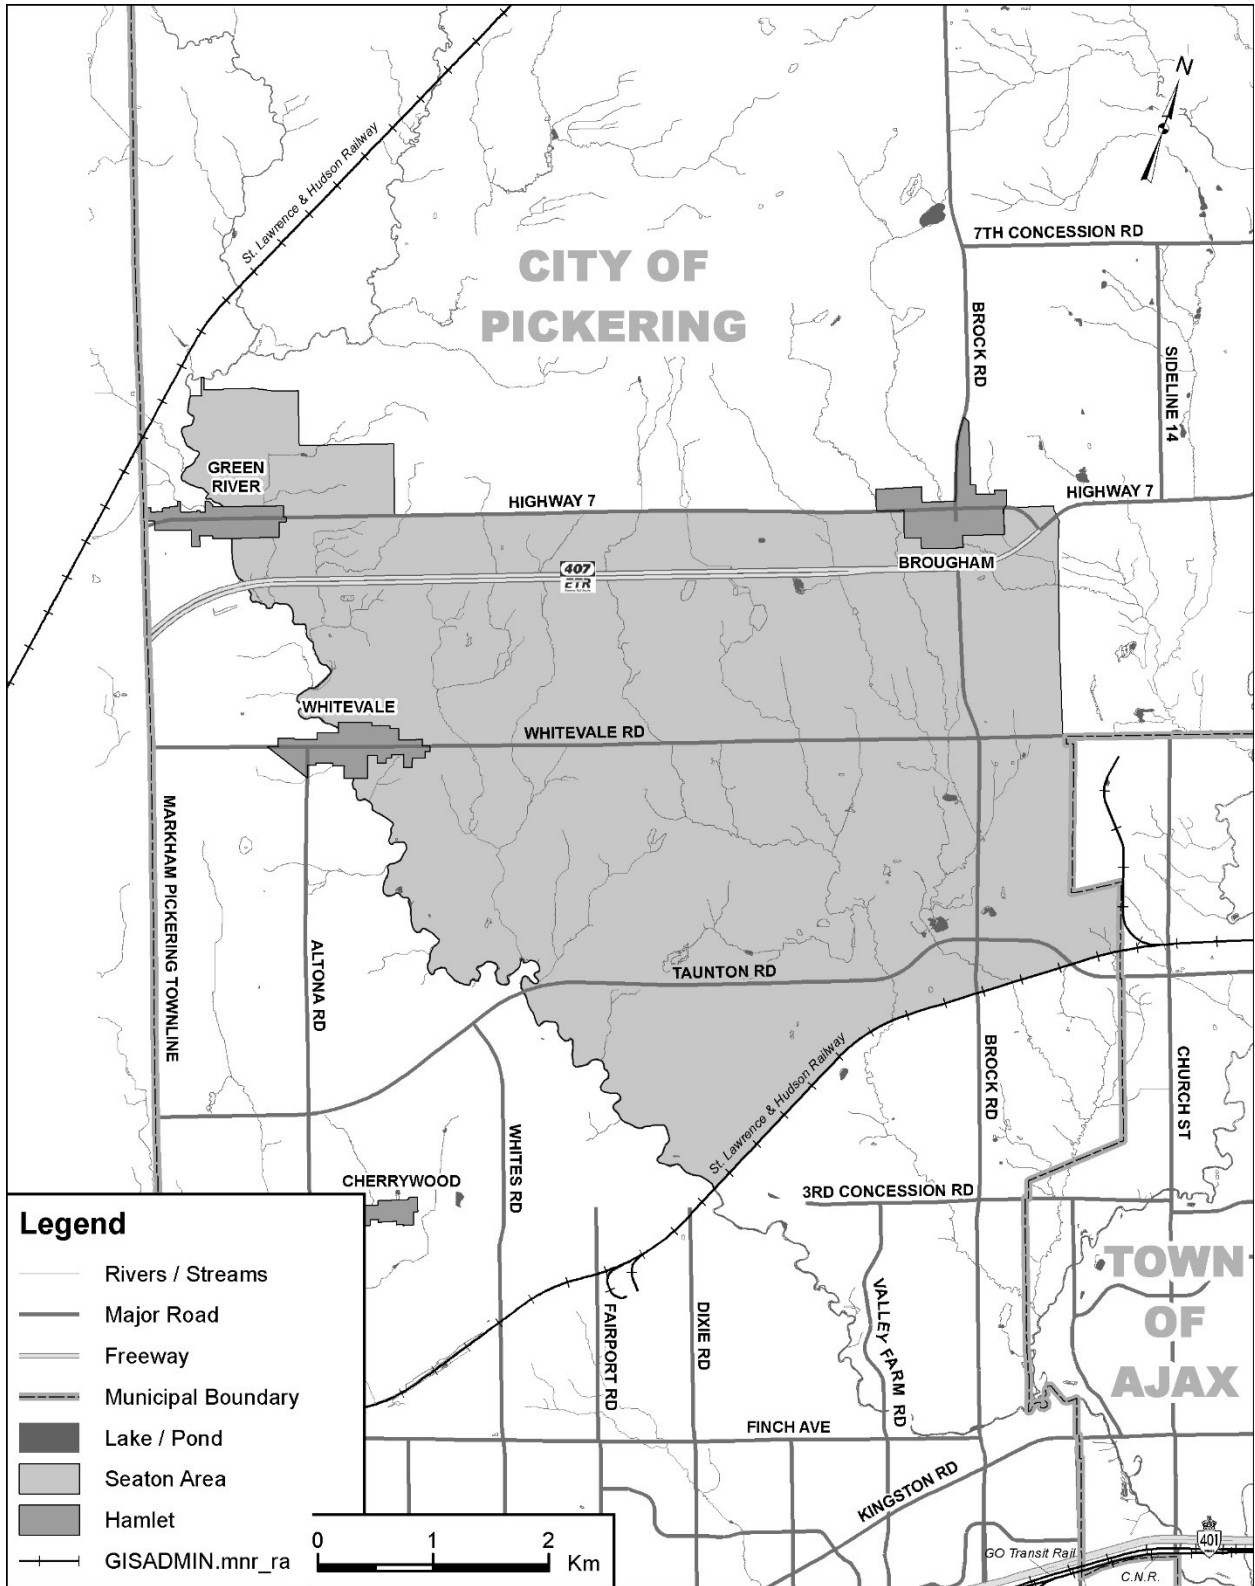 N
St. Lawrence & Hudson Railway
CITY OF
PICKERING
7TH CONCESSION RD
BROCK RD
SIDELINE 14
GREEN
RIVER
HIGHWAY 7
HIGHWAY 7
BROUGHAM
407
ETR
WHITEVALE
WHITEVALE RD
MARKHAM PICKERING TOWNLINE
ALTONA RD
TAUNTON RD
St. Lawrence & Hudson Railway
BROCK RD
CHURCH ST
WHITES RD
CHERRYWOOD
3RD CONCESSION RD
TOWN
OF
AJAX
FAIRPORT RD
DIXIE RD
VALLEY FARM RD
FINCH AVE
KINGSTON RD
GO Transit Rail
401
C.N.R.
Legend
Rivers / Streams
Major Road
Freeway
Municipal Boundary
Lake / Pond
Seaton Area
Hamlet
GISADMIN.mnr_ra
0 1 2
Km